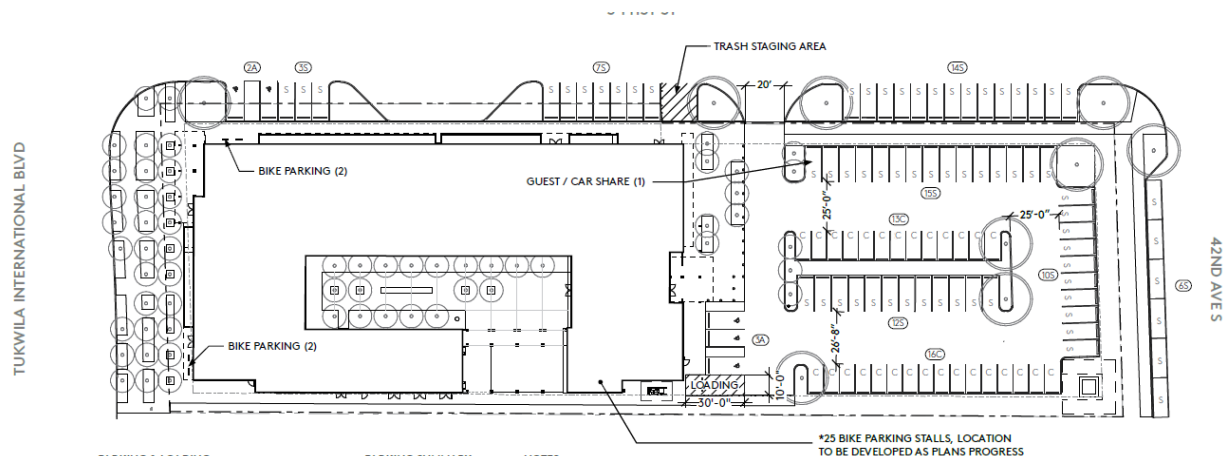 TRASH STAGING AREA
2A
3S
7S
20'
14S
S S S
S S S S S S S
S S S S S S S S S S S S S
BIKE PARKING (2)
GUEST / CAR SHARE (1)
S S S S S S S S S S S S S S S
15S
25'-0"
25'-0"
13C
C C C C C C C C C C C C C
10S
6S
S S S S S S S S S S S S
12S
BIKE PARKING (2)
3A
26'-8"
16C
C C C C C C C C C C C C C C C C
LOADING
30'-0"
10'-0"
TUKWILA INTERNATIONAL BLVD
42ND AVE S
*25 BIKE PARKING STALLS, LOCATION
TO BE DEVELOPED AS PLANS PROGRESS